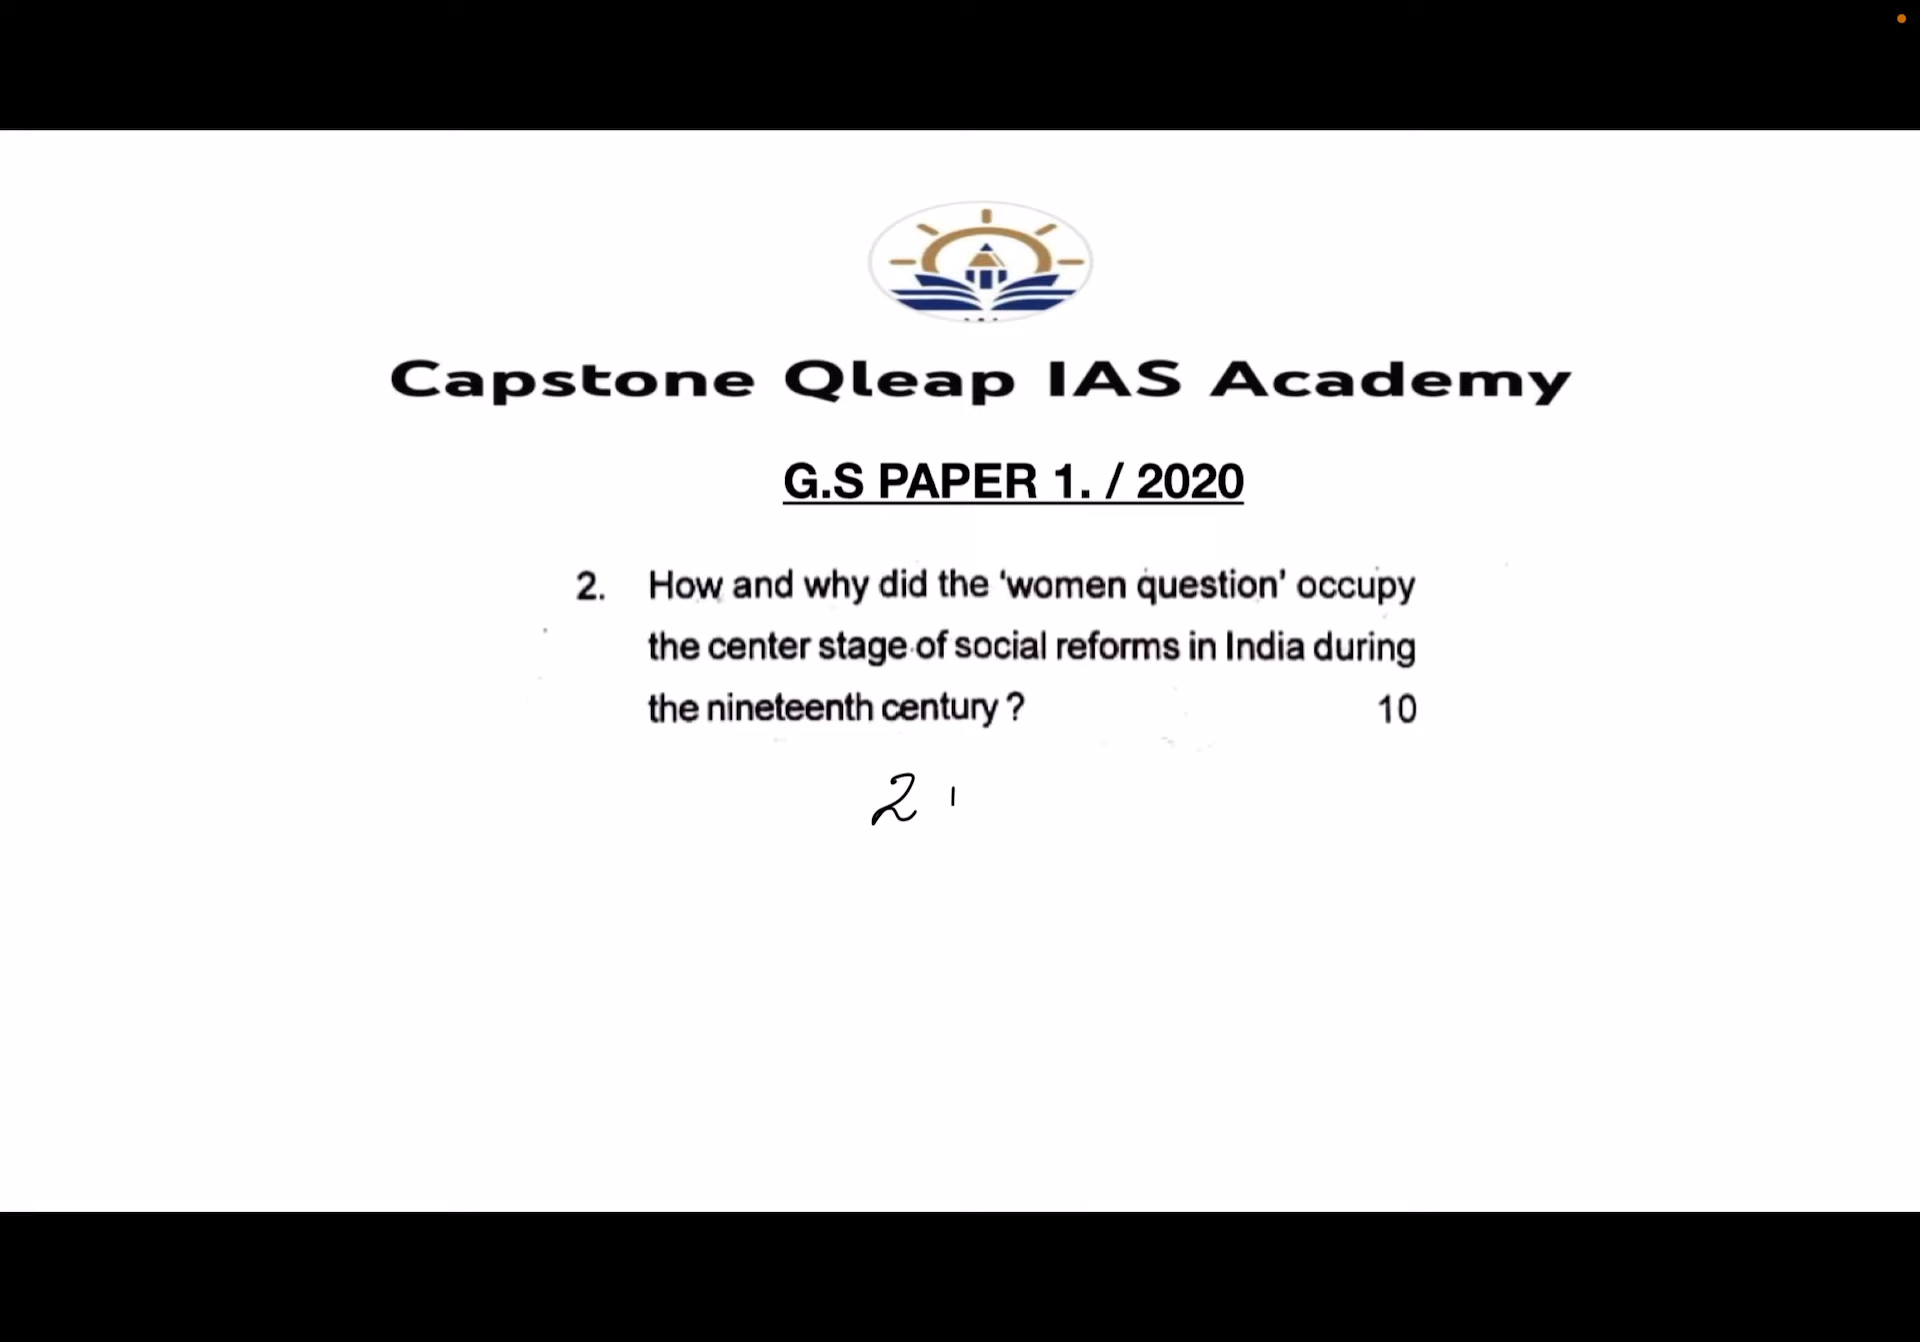 Capstone Qleap IAS Academy
G.S PAPER 1. / 2020
2. How and why did the 'women question' occupy
the center stage of social reforms in India during
the nineteenth century ? 10
2 ı